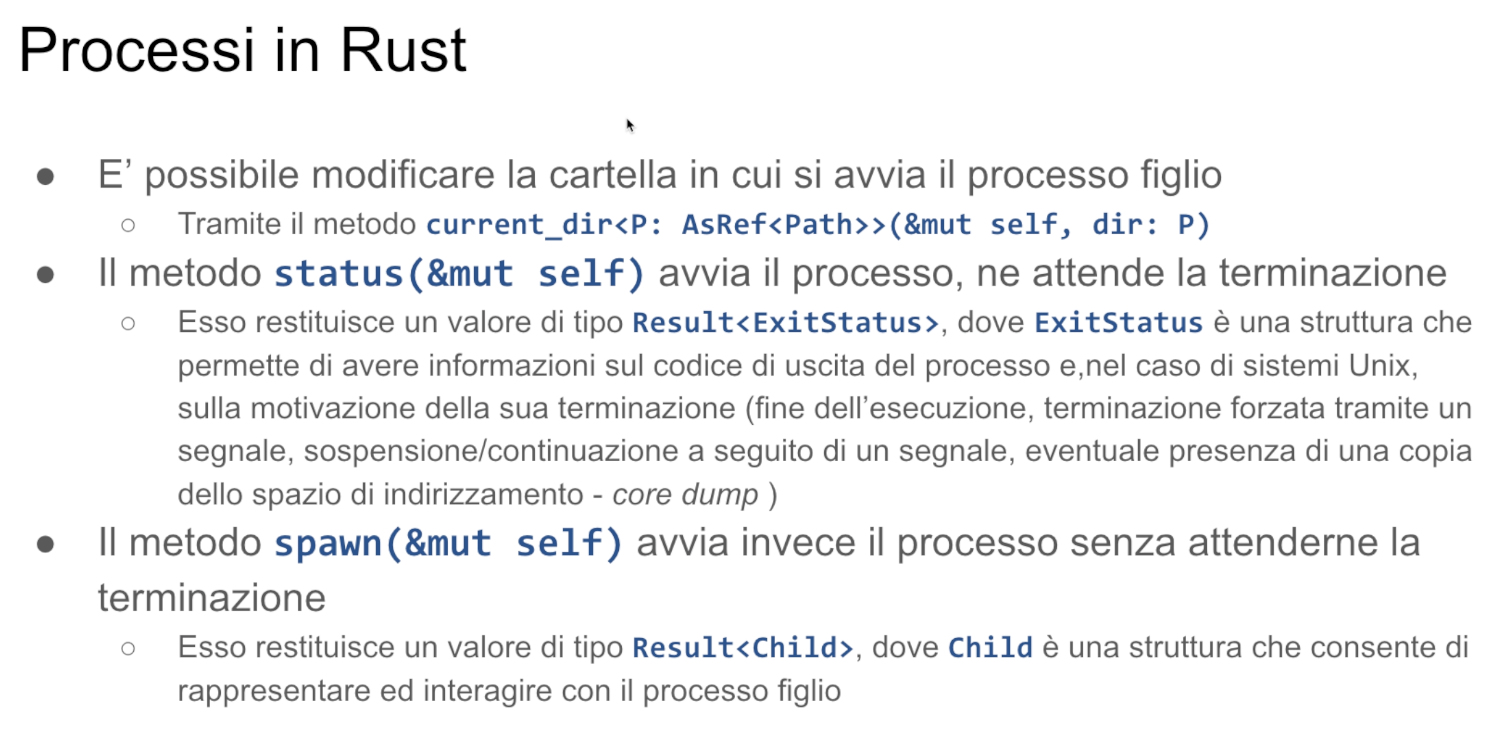 Processi in Rust
● E’ possibile modificare la cartella in cui si avvia il processo figlio
○ Tramite il metodo current_dir<P: AsRef<Path>>(&mut self, dir: P)
● Il metodo status(&mut self) avvia il processo, ne attende la terminazione
○ Esso restituisce un valore di tipo Result<ExitStatus>, dove ExitStatus è una struttura che
permette di avere informazioni sul codice di uscita del processo e,nel caso di sistemi Unix,
sulla motivazione della sua terminazione (fine dell’esecuzione, terminazione forzata tramite un
segnale, sospensione/continuazione a seguito di un segnale, eventuale presenza di una copia
dello spazio di indirizzamento - core dump )
● Il metodo spawn(&mut self) avvia invece il processo senza attenderne la
terminazione
○ Esso restituisce un valore di tipo Result<Child>, dove Child è una struttura che consente di
rappresentare ed interagire con il processo figlio